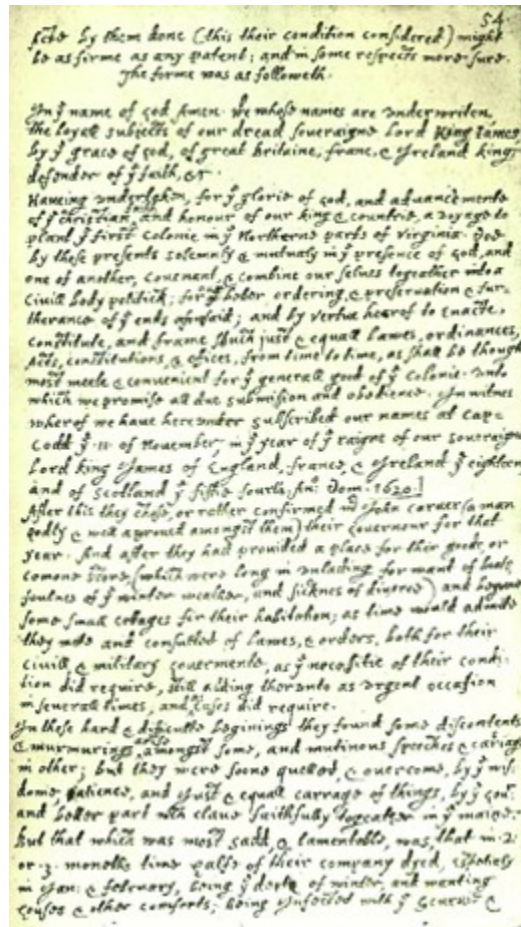 54
by them done (this their condition considered) might
be as firme as any patent; and in some respects more sure.
The forme was as followeth.
In yͤ name of god Amen. We whose names are underwriten,
the loyall subjects of our dread soveraigne Lord King James
by yͤ grace of god, of great Britaine, franc, & Ireland king,
defender of yͤ faith, &c
Haveing undertaken, for yͤ glorie of god, and advancemente
of yͤ christian and honour of our king & countrie, a voyage to
plant yͤ first colonie in yͤ Northerne parts of Virginia. Doe
by these presents solemnly & mutualy in yͤ presence of god, and
one of another, covenant, & combine our selves togeather into a
civill body politick; for yͤ better ordering, & preservation & fur-
therance of yͤ ends aforesaid; and by vertue hearof to enacte,
constitute, and frame such just & equall lawes, ordinances,
Acts, constitutions, & offices, from time to time, as shall be though
most meete & convenient for yͤ generall good of yͤ colonie: unto
which we promise all due submission and obedience. In witnes
wherof we have hereunder subscribed our names at Cap-
Codd yͤ 11 of November, in yͤ year of yͤ raigne of our soveraigne
Lord king James of England, france, & Ireland yͤ eighteen
and of Scotland yͤ fiftie fourth. An: Dom. 1620.]
After this they chose, or rather confirmed mʳ John carver (a man
godly & well approved amongst them) their governour for that
year. And after they had provided a place for their goods, or
comone store, (which were long in unlading for want of boats,
foulnes of yͤ winter weather, and sicknes of diverce) and begune
some small cottages for their habitation; as time would admitte
they mette and consulted of lawes, & orders, both for their
civill & military govermente, as yͤ necessitie of their condi-
tion did require, still adding therunto as urgent occasion
in severall times, and cases did require.
In these hard & difficulte beginings they found some discontents
& murmurings amongst some, and mutinous speeches & cariage
in other; but they were soone quelled, & overcome, by yͤ wis-
dome, patience, and just & equall carrage of things, by yͤ Govʳ
and better part wch clave faithfully togeather in yͤ maine.
But that which was most sadd, & lamentable, was, that in 2
or 3 moneths time halfe of their company dyed, espetialy
in Jan: & february, being yͤ depth of winter, and wanting
houses & other comforts; being Infected with yͤ scurvie &